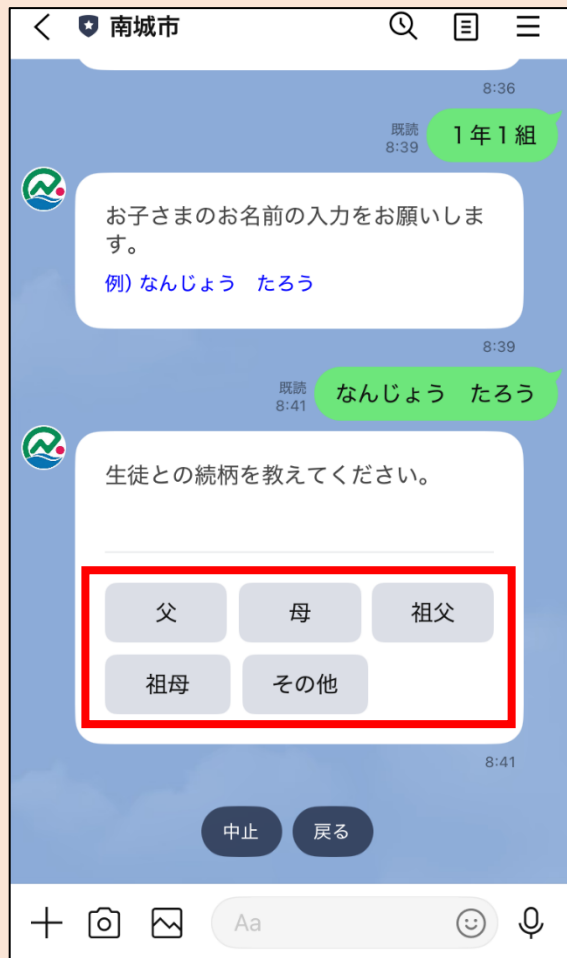 南城市
8:36
既読
8:39
1年1組
お子さまのお名前の入力をお願いしま
す。
例) なんじょう　たろう
8:39
既読
8:41
なんじょう　たろう
生徒との続柄を教えてください。
父 母 祖父
祖母 その他
8:41
中止 戻る
Aa